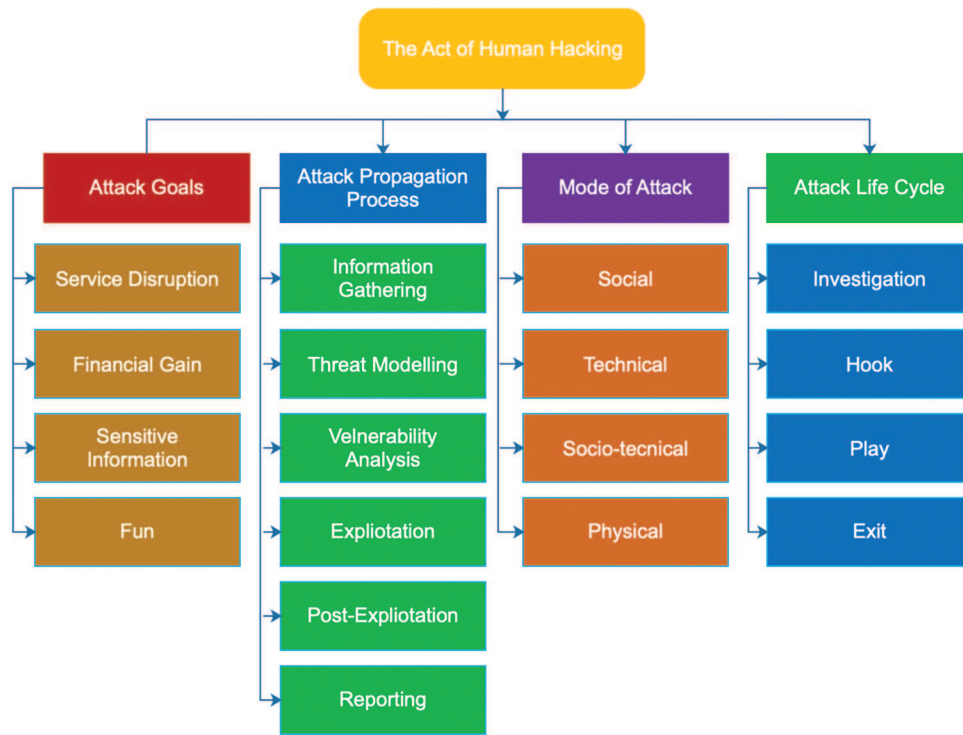 The Act of Human Hacking
Attack Goals
Service Disruption
Financial Gain
Sensitive
Information
Fun
Attack Propagation
Process
Information
Gathering
Threat Modelling
Velnerability
Analysis
Expliotation
Post-Expliotation
Reporting
Mode of Attack
Social
Technical
Socio-tecnical
Physical
Attack Life Cycle
Investigation
Hook
Play
Exit